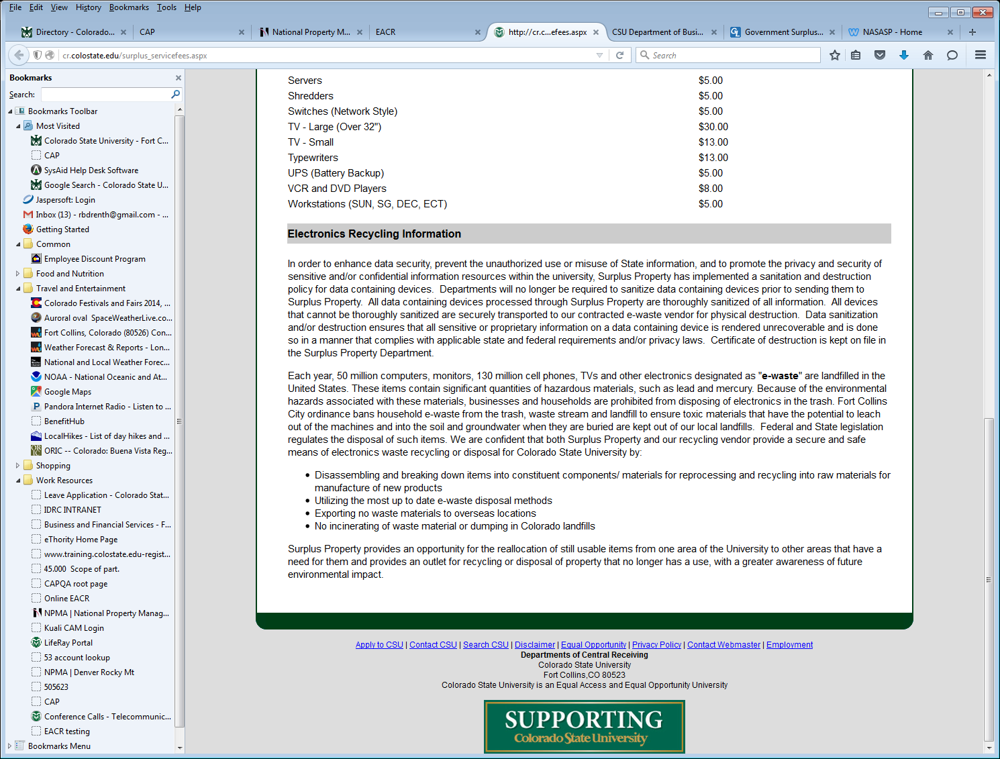 File Edit View History Bookmarks Tools Help
Directory - Colorado... CAP National Property M... EACR http://cr.c...efees.aspx CSU Department of Busi... Government Surplus... NASASP - Home
cr.colostate.edu/surplus_servicefees.aspx Search
Bookmarks
Search:
Bookmarks Toolbar
Most Visited
Colorado State University - Fort C...
CAP
SysAid Help Desk Software
Google Search - Colorado State U...
Jaspersoft: Login
Inbox (13) - rbdrenth@gmail.com - ...
Getting Started
Common
Employee Discount Program
Food and Nutrition
Travel and Entertainment
Colorado Festivals and Fairs 2014, ...
Auroral oval  SpaceWeatherLive.co...
Fort Collins, Colorado (80526) Con...
Weather Forecast & Reports - Lon...
National and Local Weather Forec...
NOAA - National Oceanic and At...
Google Maps
Pandora Internet Radio - Listen to ...
BenefitHub
LocalHikes - List of day hikes and ...
ORIC -- Colorado: Buena Vista Reg...
Shopping
Work Resources
Leave Application - Colorado Stat...
IDRC INTRANET
Business and Financial Services - F...
eThority Home Page
www.training.colostate.edu-regist...
45.000  Scope of part.
CAPQA root page
Online EACR
NPMA | National Property Manag...
Kuali CAM Login
LifeRay Portal
53 account lookup
NPMA | Denver Rocky Mt
505623
CAP
Conference Calls - Telecommunic...
EACR testing
Bookmarks Menu
Servers $5.00
Shredders $5.00
Switches (Network Style) $5.00
TV - Large (Over 32") $30.00
TV - Small $13.00
Typewriters $13.00
UPS (Battery Backup) $5.00
VCR and DVD Players $8.00
Workstations (SUN, SG, DEC, ECT) $5.00
Electronics Recycling Information
In order to enhance data security, prevent the unauthorized use or misuse of State information, and to promote the privacy and security of
sensitive and/or confidential information resources within the university, Surplus Property has implemented a sanitation and destruction
policy for data containing devices.  Departments will no longer be required to sanitize data containing devices prior to sending them to
Surplus Property.  All data containing devices processed through Surplus Property are thoroughly sanitized of all information.  All devices
that cannot be thoroughly sanitized are securely transported to our contracted e-waste vendor for physical destruction.  Data sanitization
and/or destruction ensures that all sensitive or proprietary information on a data containing device is rendered unrecoverable and is done
so in a manner that complies with applicable state and federal requirements and/or privacy laws.  Certificate of destruction is kept on file in
the Surplus Property Department.
Each year, 50 million computers, monitors, 130 million cell phones, TVs and other electronics designated as "e-waste" are landfilled in the
United States. These items contain significant quantities of hazardous materials, such as lead and mercury. Because of the environmental
hazards associated with these materials, businesses and households are prohibited from disposing of electronics in the trash. Fort Collins
City ordinance bans household e-waste from the trash, waste stream and landfill to ensure toxic materials that have the potential to leach
out of the machines and into the soil and groundwater when they are buried are kept out of our local landfills.  Federal and State legislation
regulates the disposal of such items. We are confident that both Surplus Property and our recycling vendor provide a secure and safe
means of electronics waste recycling or disposal for Colorado State University by:
• Disassembling and breaking down items into constituent components/ materials for reprocessing and recycling into raw materials for
manufacture of new products
• Utilizing the most up to date e-waste disposal methods
• Exporting no waste materials to overseas locations
• No incinerating of waste material or dumping in Colorado landfills
Surplus Property provides an opportunity for the reallocation of still usable items from one area of the University to other areas that have a
need for them and provides an outlet for recycling or disposal of property that no longer has a use, with a greater awareness of future
environmental impact.
Apply to CSU | Contact CSU | Search CSU | Disclaimer | Equal Opportunity | Privacy Policy | Contact Webmaster | Employment
Departments of Central Receiving
Colorado State University
Fort Collins,CO 80523
Colorado State University is an Equal Access and Equal Opportunity University
SUPPORTING
Colorado State University